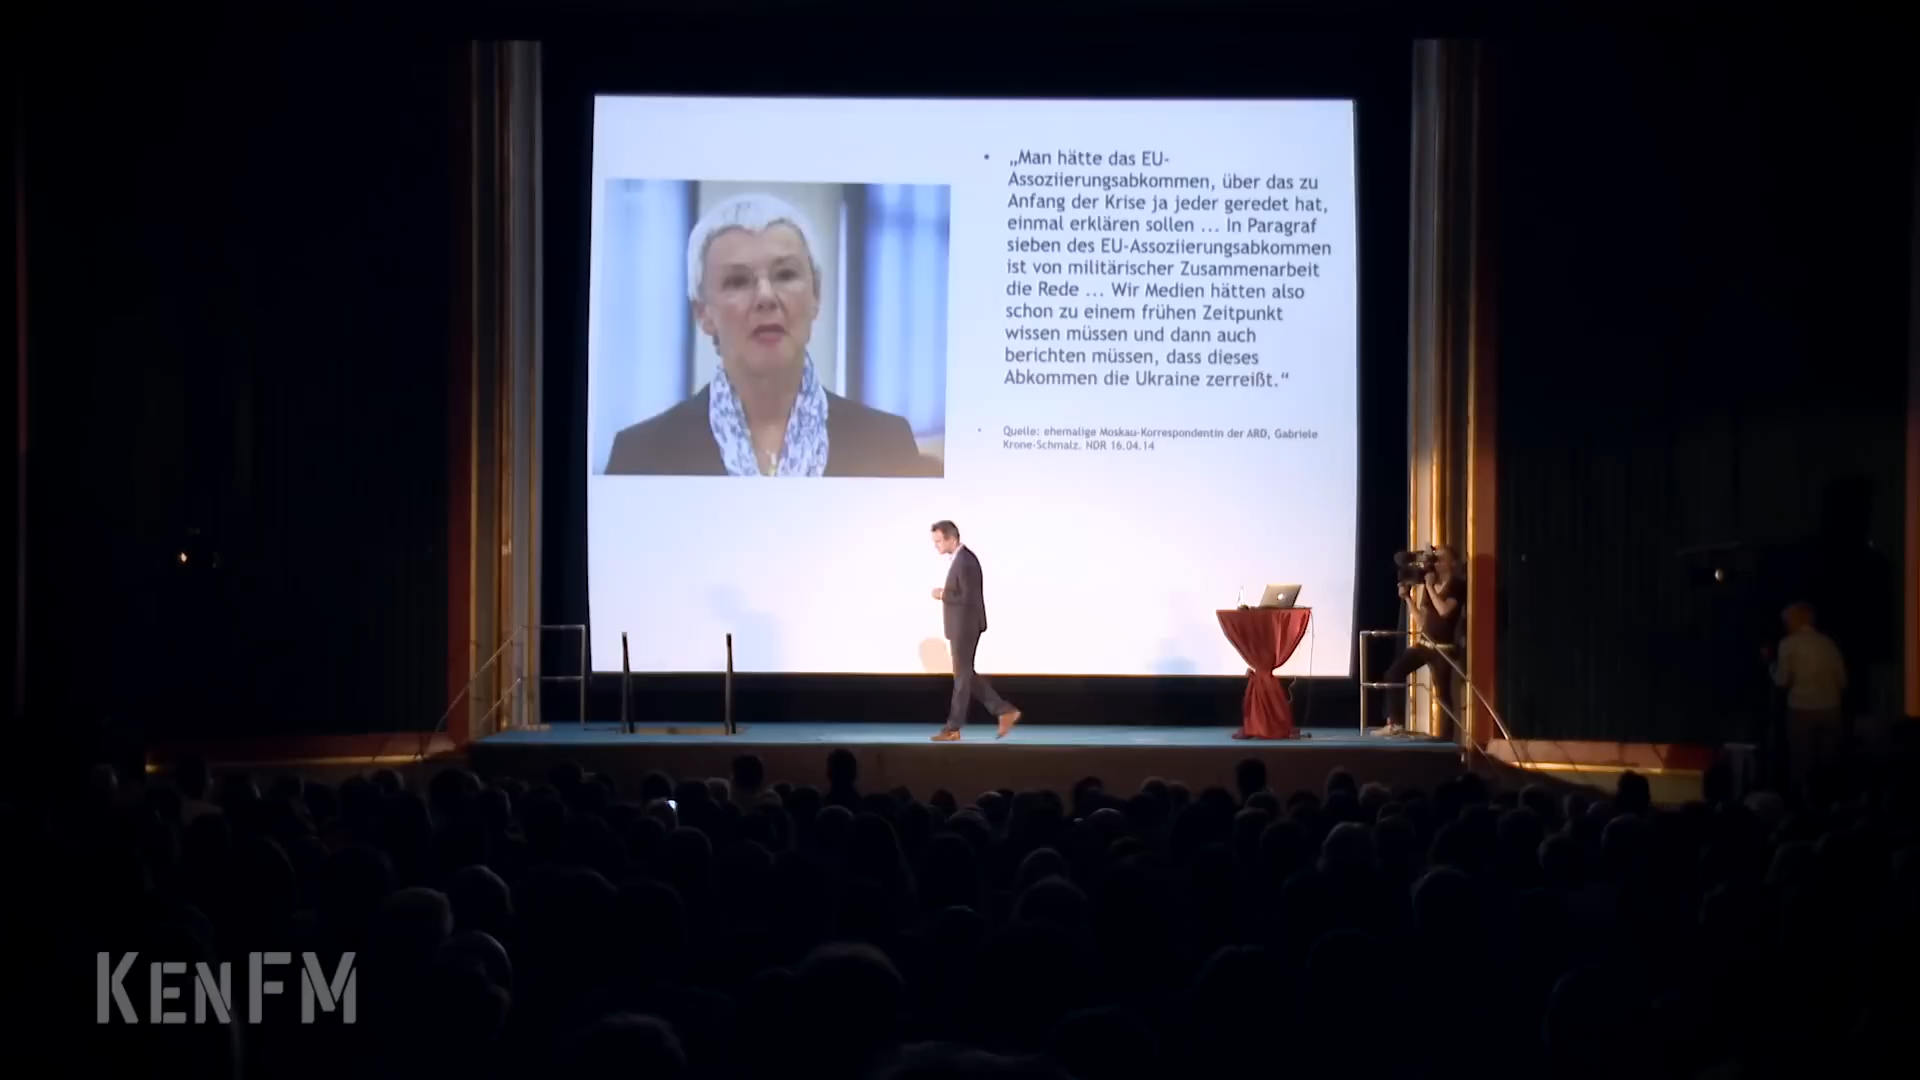 • „Man hätte das EU-
Assoziierungsabkommen, über das zu
Anfang der Krise ja jeder geredet hat,
einmal erklären sollen ... In Paragraf
sieben des EU-Assoziierungsabkommen
ist von militärischer Zusammenarbeit
die Rede ... Wir Medien hätten also
schon zu einem frühen Zeitpunkt
wissen müssen und dann auch
berichten müssen, dass dieses
Abkommen die Ukraine zerreißt.“
• Quelle: ehemalige Moskau-Korrespondentin der ARD, Gabriele
Krone-Schmalz. NDR 16.04.14
KENFM